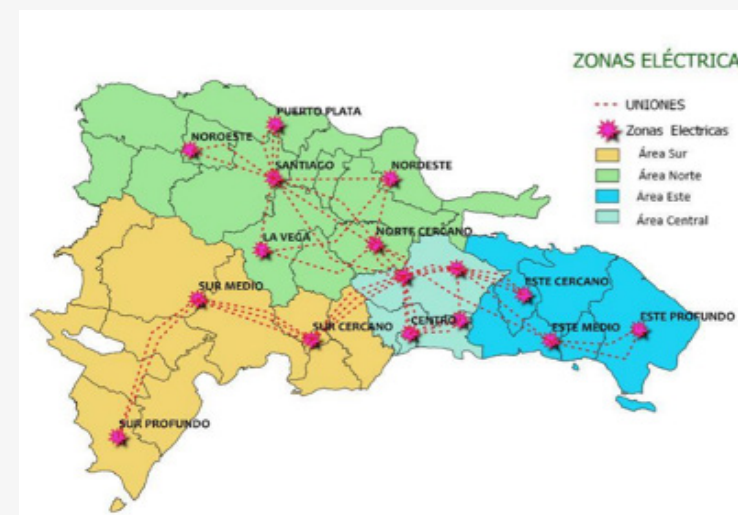 ZONAS ELÉCTRICA
UNIONES
Zonas Electricas
Área Sur
Área Norte
Área Este
Área Central
PUERTO PLATA
NOROESTE
SANTIAGO
NORDESTE
LA VEGA
NORTE CERCANO
SUR MEDIO
ESTE CERCANO
SUR CERCANO
CENTRO
ESTE MEDIO
ESTE PROFUNDO
SUR PROFUNDO